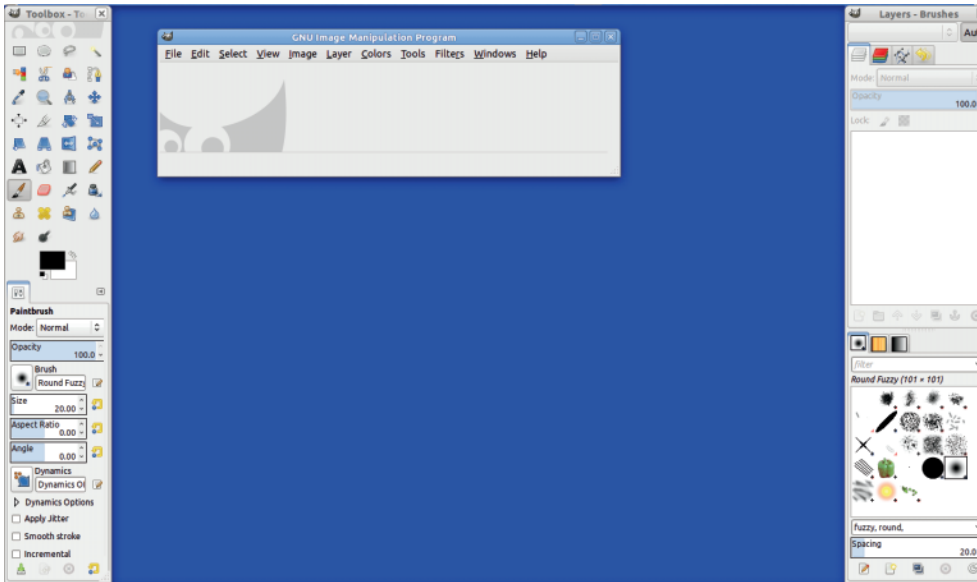 Toolbox - To
Paintbrush
Mode: Normal
Opacity
100.0
Brush
Round Fuzzy
Size
20.00
Aspect Ratio
0.00
Angle
0.00
Dynamics
Dynamics Of
Dynamics Options
Apply Jitter
Smooth stroke
Incremental
GNU Image Manipulation Program
File Edit Select View Image Layer Colors Tools Filters Windows Help
Layers - Brushes
Au
Mode: Normal
Opacity
100.0
Lock:
filter
Round Fuzzy (101 × 101)
fuzzy, round,
Spacing
20.0